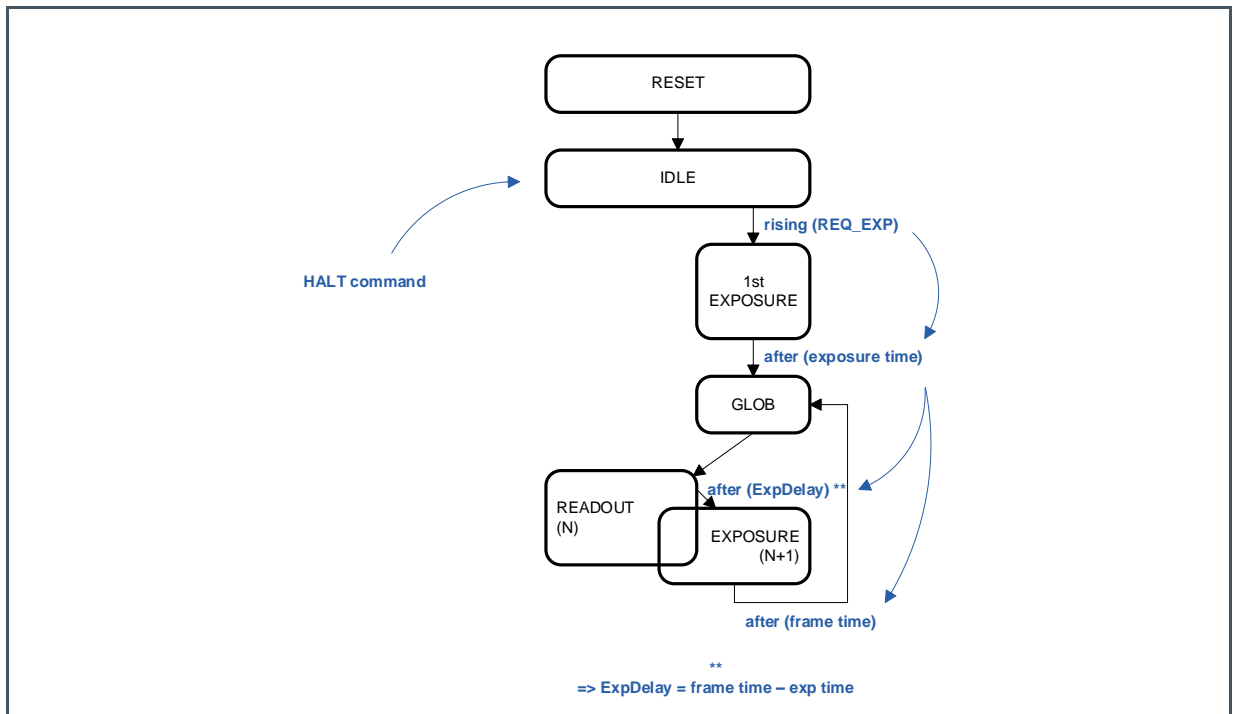 RESET
IDLE
rising (REQ_EXP)
HALT command
1st
EXPOSURE
after (exposure time)
GLOB
after (ExpDelay) **
READOUT
(N)
EXPOSURE
(N+1)
after (frame time)
**
=> ExpDelay = frame time – exp time